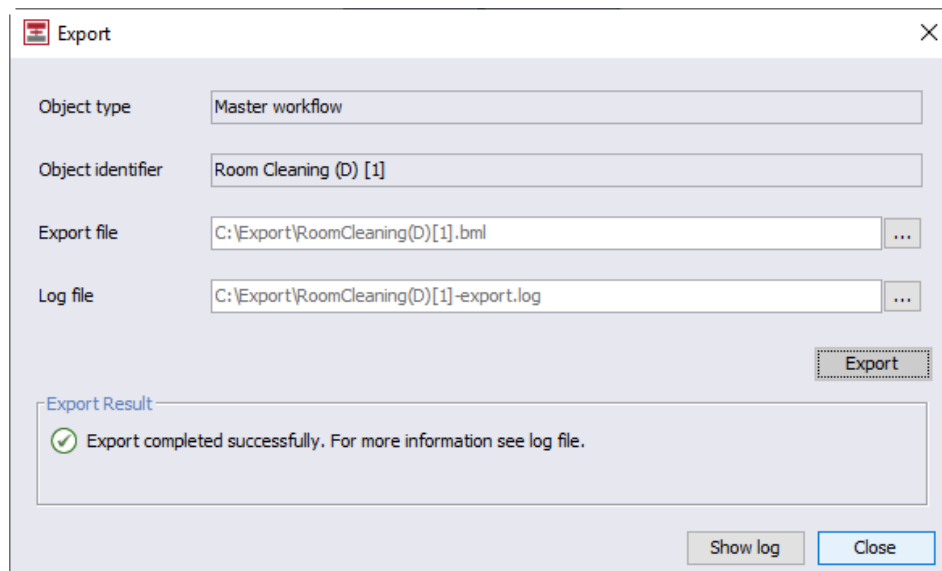 Export
Object type Master workflow
Object identifier Room Cleaning (D) [1]
Export file C:\Export\RoomCleaning(D)[1].bml ...
Log file C:\Export\RoomCleaning(D)[1]-export.log ...
Export
Export Result
Export completed successfully. For more information see log file.
Show log Close